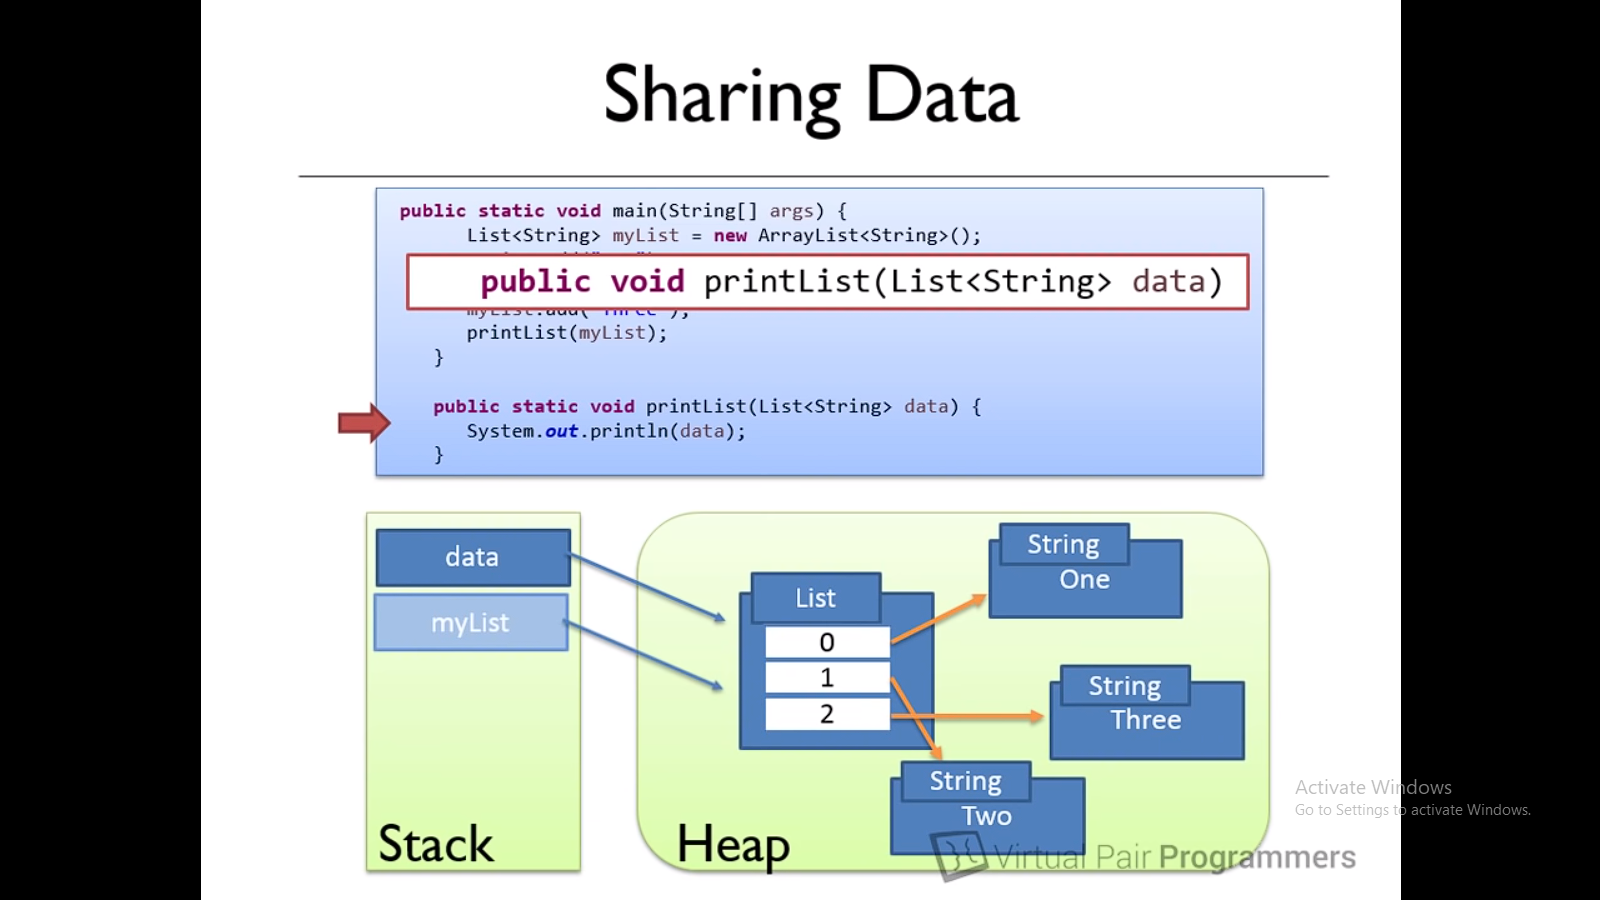 Sharing Data
public static void main(String[] args) {
List<String> myList = new ArrayList<String>();
public void printList(List<String> data)
myList.add("Three");
printList(myList);
}
public static void printList(List<String> data) {
System.out.println(data);
}
data
myList
Stack
Heap
List
0
1
2
String
One
String
Three
String
Two
Activate Windows
Go to Settings to activate Windows.
Virtual Pair Programmers